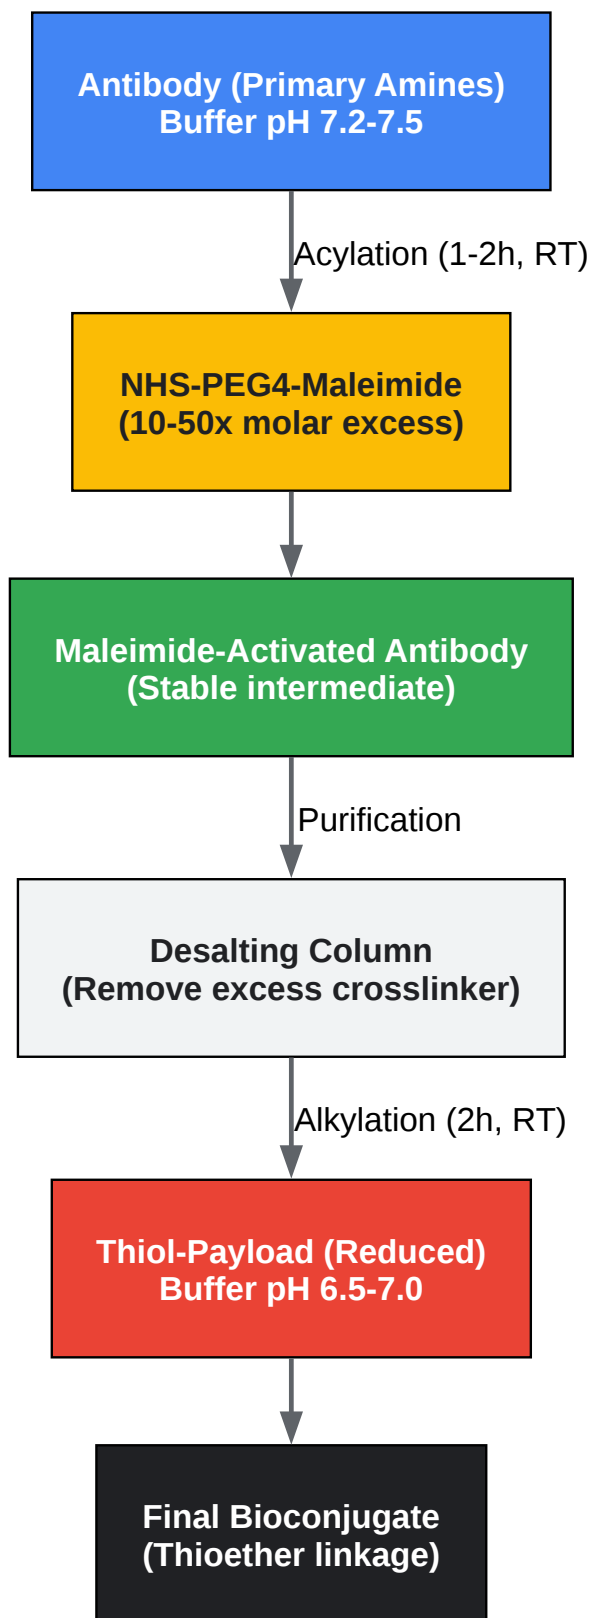 Antibody (Primary Amines)
Buffer pH 7.2-7.5
Acylation (1-2h, RT)
NHS-PEG4-Maleimide
(10-50x molar excess)
Maleimide-Activated Antibody
(Stable intermediate)
Purification
Desalting Column
(Remove excess crosslinker)
Alkylation (2h, RT)
Thiol-Payload (Reduced)
Buffer pH 6.5-7.0
Final Bioconjugate
(Thioether linkage)